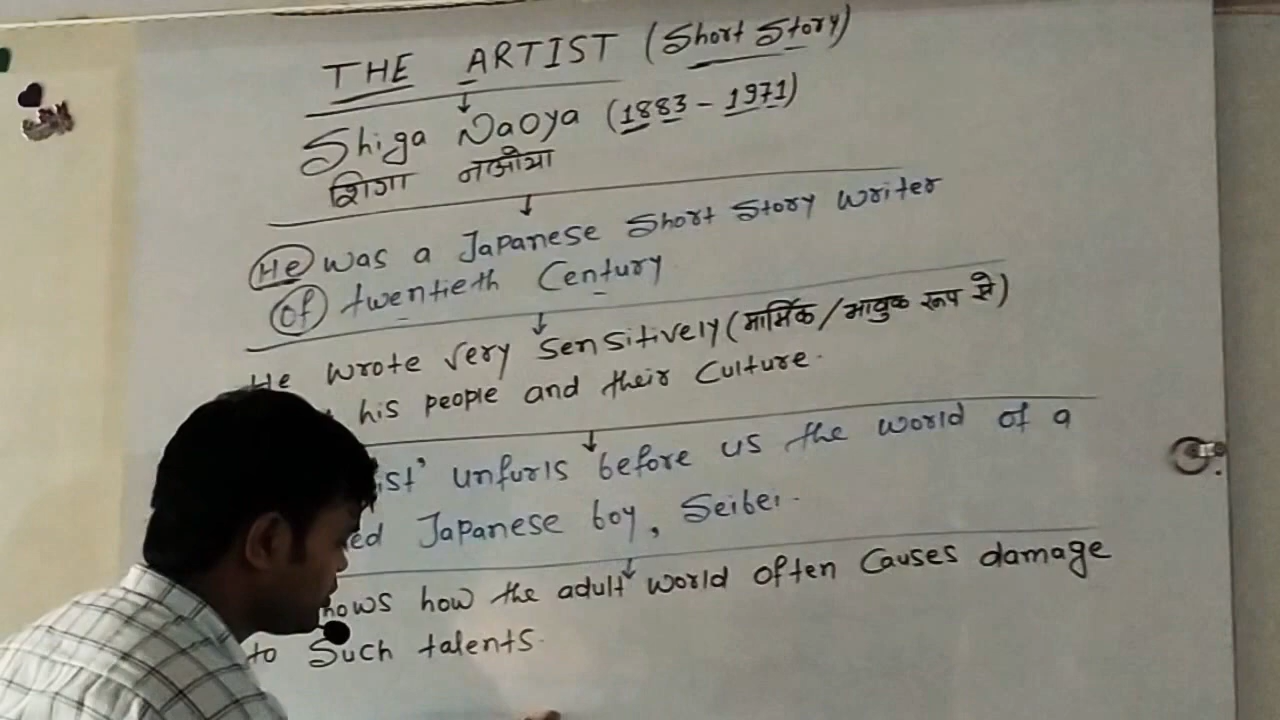 THE ARTIST (Short Story)
Shiga Naoya (1883 - 1971)
शिगा नाओया
He was a Japanese Short Story writer
of twentieth Century
He wrote very Sensitively (मार्मिक/भावुक रूप से)
his people and their Culture.
unfurls before us the world of a
Japanese boy, Seibei.
how the adult world often Causes damage
to Such talents.